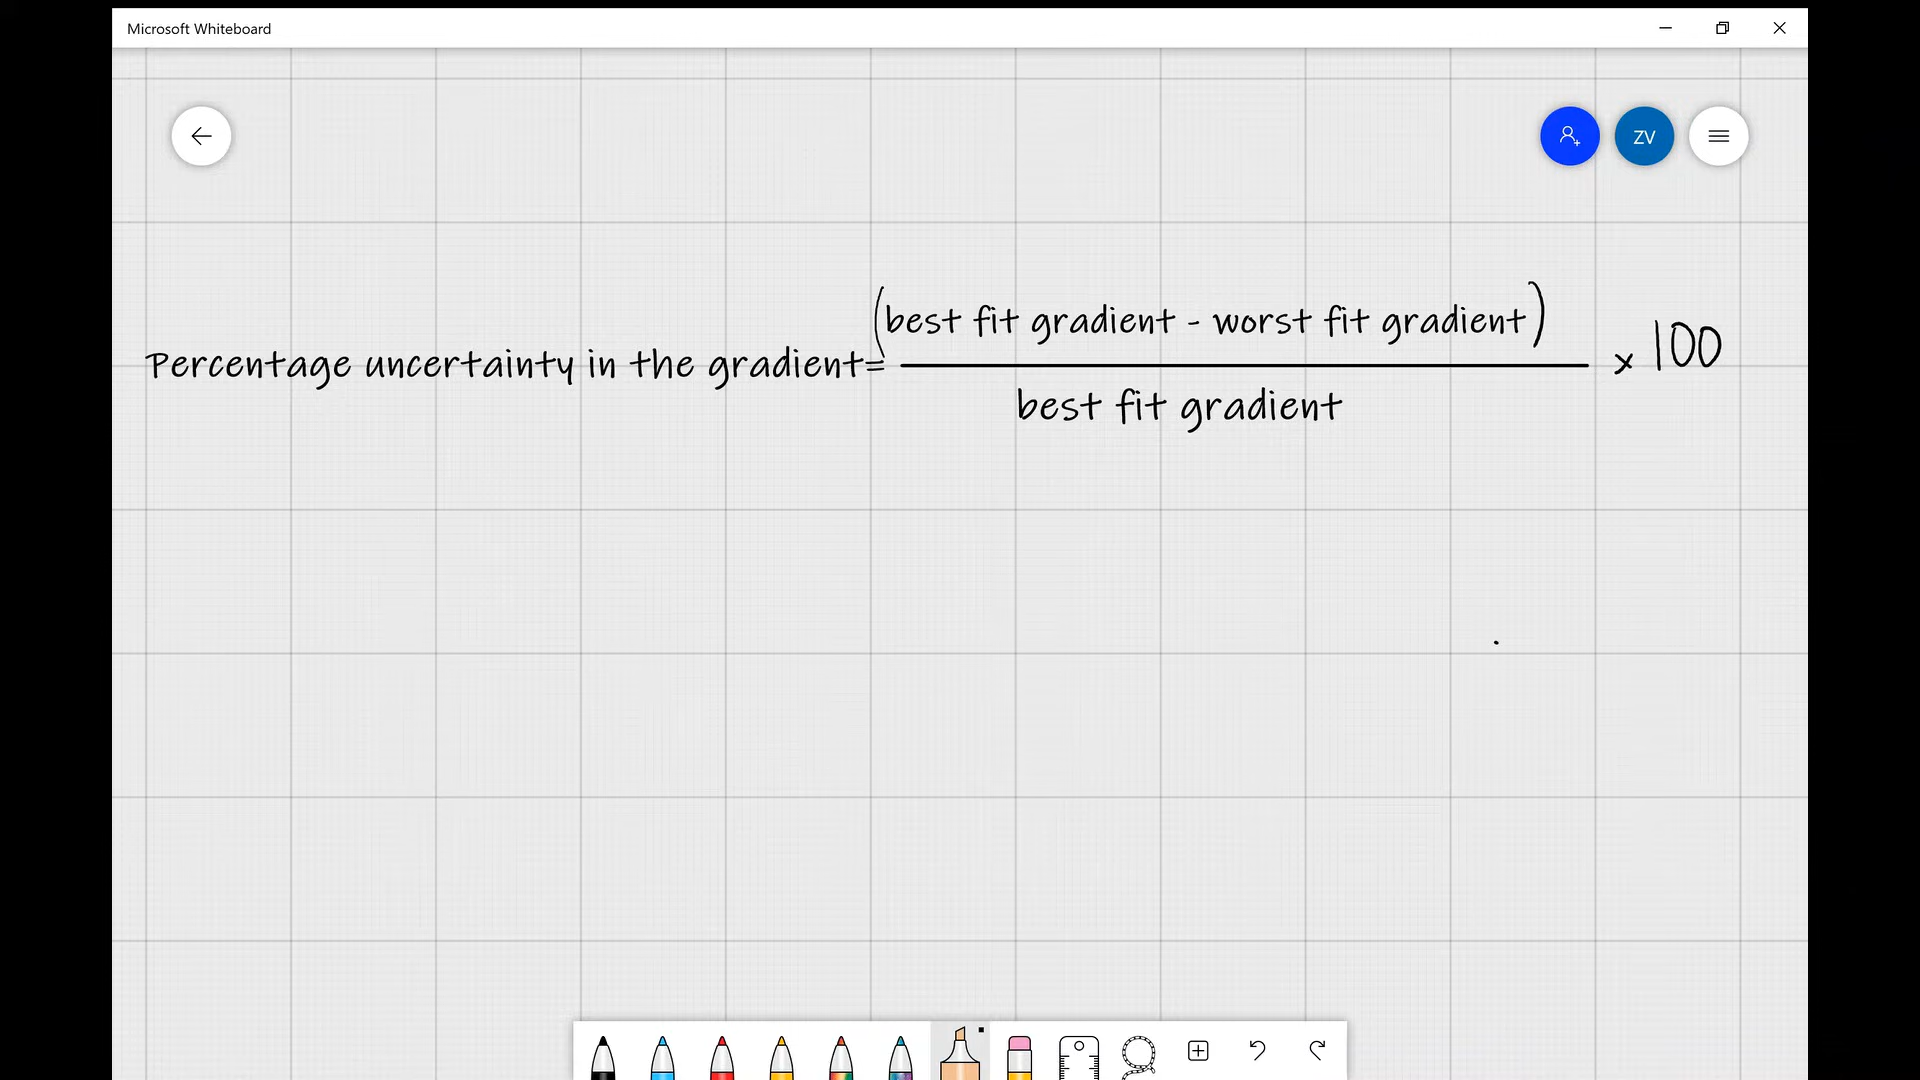 Microsoft Whiteboard
ZV
(best fit gradient - worst fit gradient)
Percentage uncertainty in the gradient= x 100
best fit gradient